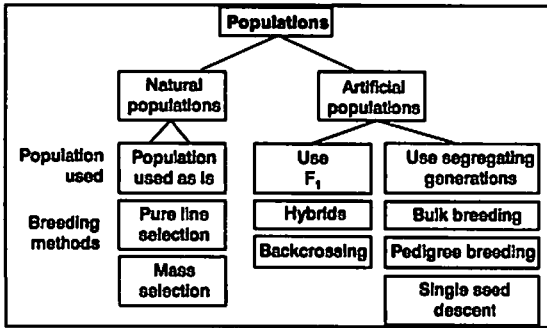 Populations
Natural
populations
Artificial
populations
Population
used
Population
used as is
Use
F₁
Use segregating
generations
Breeding
methods
Pure line
selection
Hybrids
Bulk breeding
Backcrossing
Pedigree breeding
Mass
selection
Single seed
descent